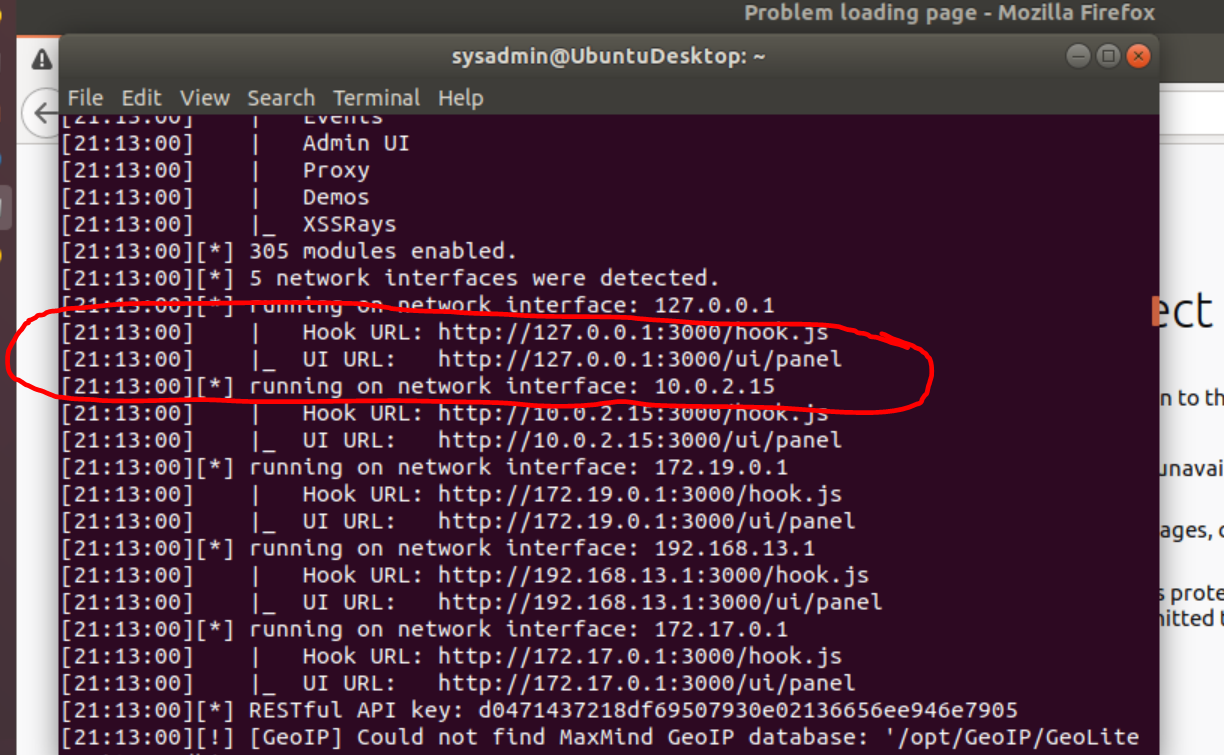 Problem loading page - Mozilla Firefox
sysadmin@UbuntuDesktop: ~
File Edit View Search Terminal Help
[21:13:00] | Events
[21:13:00] | Admin UI
[21:13:00] | Proxy
[21:13:00] | Demos
[21:13:00] |_ XSSRays
[21:13:00][*] 305 modules enabled.
[21:13:00][*] 5 network interfaces were detected.
[21:13:00][*] running on network interface: 127.0.0.1
[21:13:00] | Hook URL: http://127.0.0.1:3000/hook.js
[21:13:00] |_ UI URL: http://127.0.0.1:3000/ui/panel
[21:13:00][*] running on network interface: 10.0.2.15
[21:13:00] | Hook URL: http://10.0.2.15:3000/hook.js
[21:13:00] |_ UI URL: http://10.0.2.15:3000/ui/panel
[21:13:00][*] running on network interface: 172.19.0.1
[21:13:00] | Hook URL: http://172.19.0.1:3000/hook.js
[21:13:00] |_ UI URL: http://172.19.0.1:3000/ui/panel
[21:13:00][*] running on network interface: 192.168.13.1
[21:13:00] | Hook URL: http://192.168.13.1:3000/hook.js
[21:13:00] |_ UI URL: http://192.168.13.1:3000/ui/panel
[21:13:00][*] running on network interface: 172.17.0.1
[21:13:00] | Hook URL: http://172.17.0.1:3000/hook.js
[21:13:00] |_ UI URL: http://172.17.0.1:3000/ui/panel
[21:13:00][*] RESTful API key: d0471437218df69507930e02136656ee946e7905
[21:13:00][!] [GeoIP] Could not find MaxMind GeoIP database: '/opt/GeoIP/GeoLite
ect
n to th
unavai
ages, c
s prote
nitted t